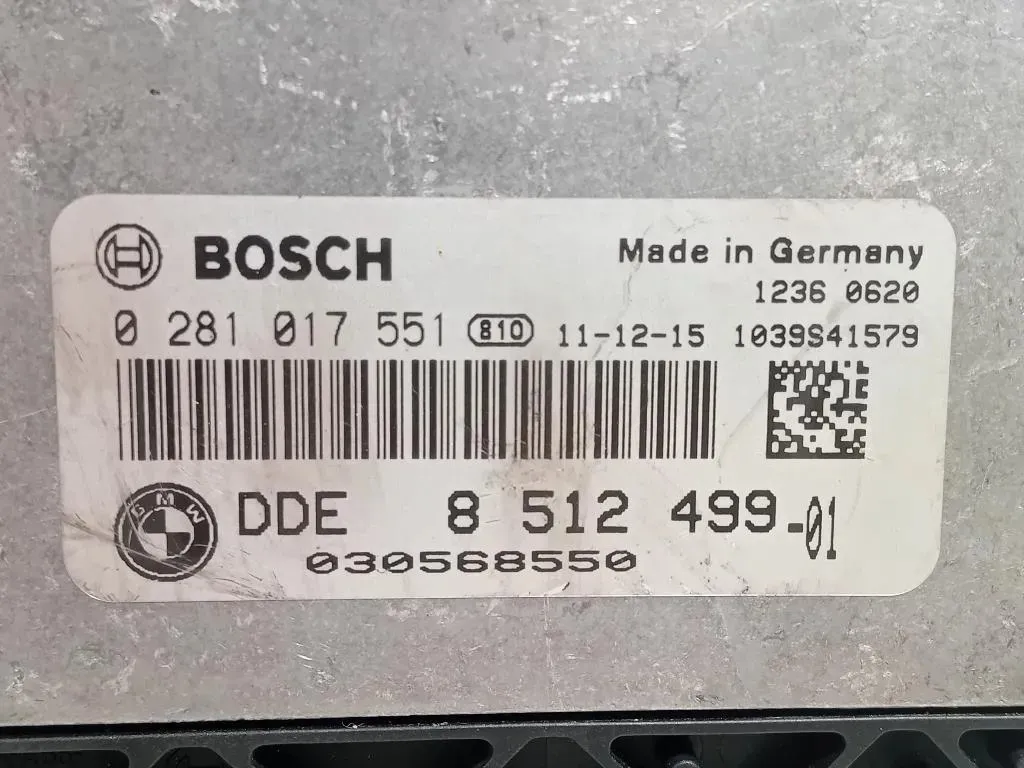 BOSCH
Made in Germany
1236 0620
0 281 017 551 810 11-12-15 1039S41579
BMW DDE 8 512 499-01
030568550